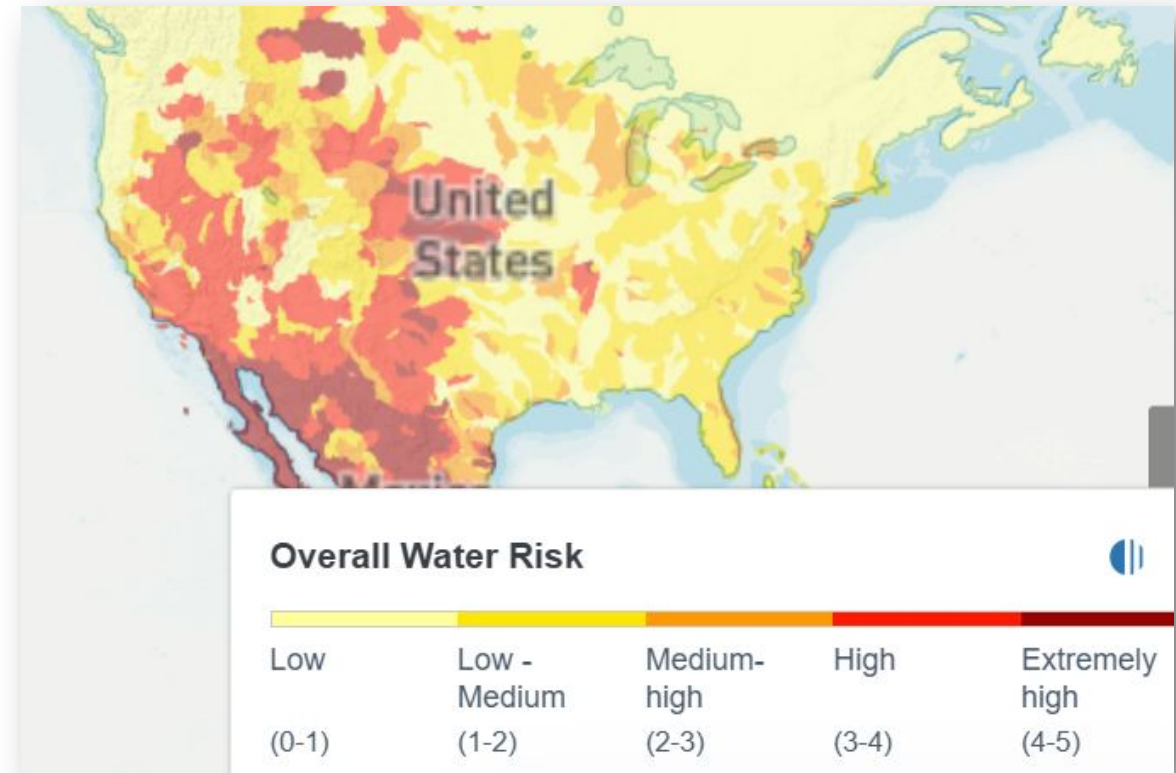 United
States
Mexico
Overall Water Risk
Low
Low -
Medium
Medium-
high
High
Extremely
high
(0-1)
(1-2)
(2-3)
(3-4)
(4-5)